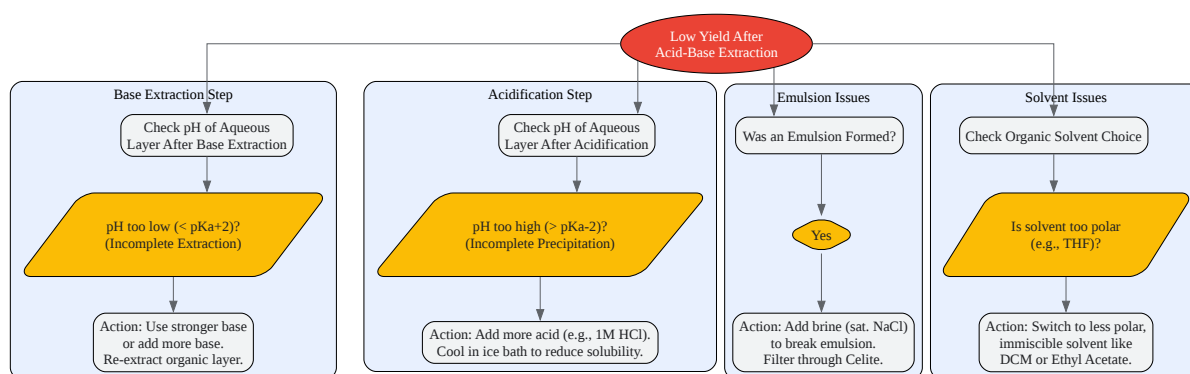 Low Yield After
Acid-Base Extraction
Base Extraction Step
Check pH of Aqueous
Layer After Base Extraction
pH too low (< pKa+2)?
(Incomplete Extraction)
Action: Use stronger base
or add more base.
Re-extract organic layer.
Acidification Step
Check pH of Aqueous
Layer After Acidification
pH too high (> pKa-2)?
(Incomplete Precipitation)
Action: Add more acid (e.g., 1M HCl).
Cool in ice bath to reduce solubility.
Emulsion Issues
Was an Emulsion Formed?
Yes
Action: Add brine (sat. NaCl)
to break emulsion.
Filter through Celite.
Solvent Issues
Check Organic Solvent Choice
Is solvent too polar
(e.g., THF)?
Action: Switch to less polar,
immiscible solvent like
DCM or Ethyl Acetate.